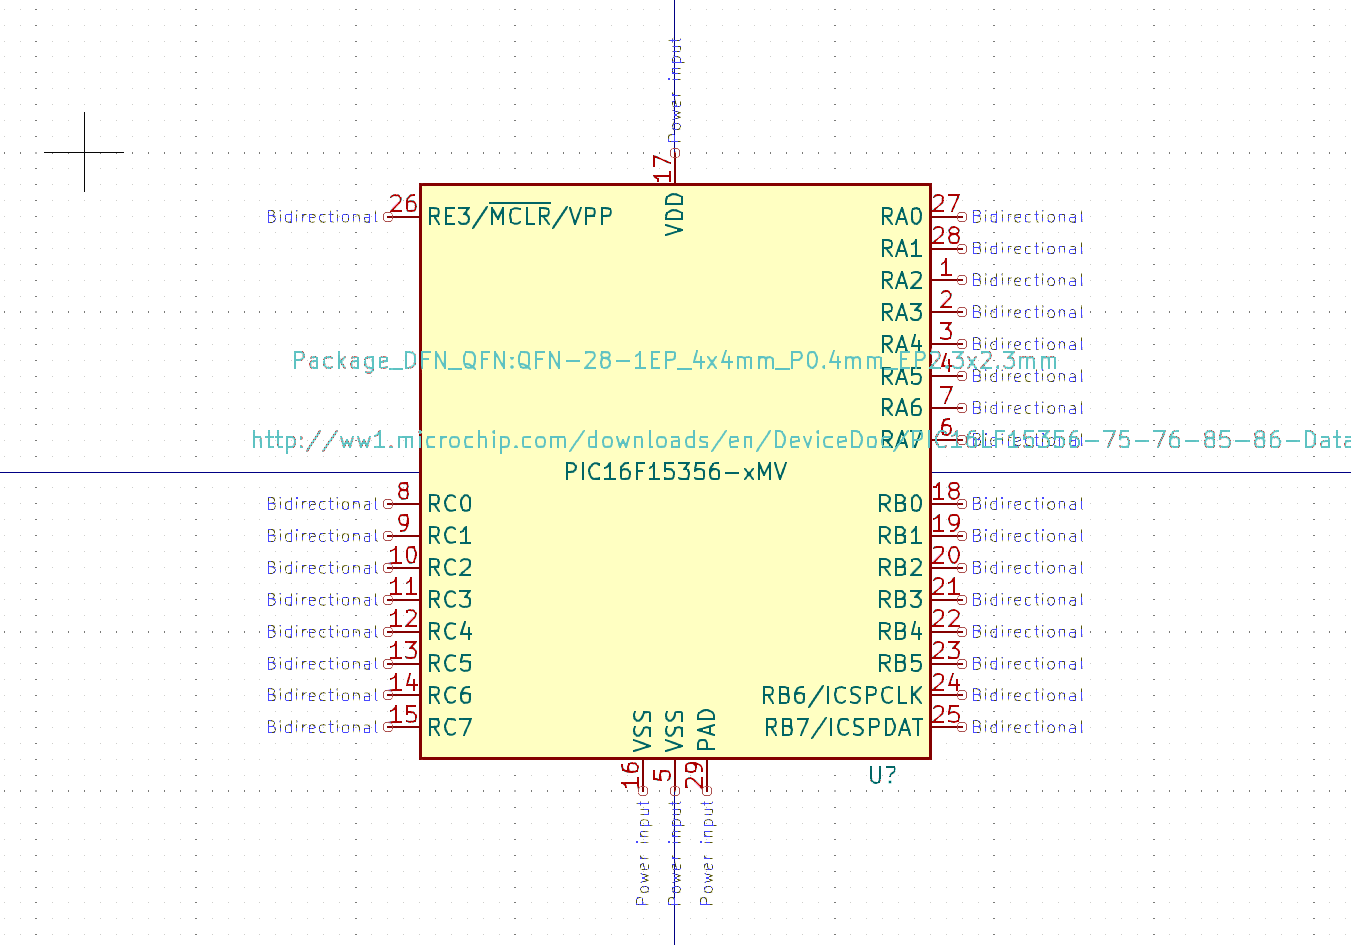 Power input
17
VDD
Bidirectional 26 RE3/MCLR/VPP RA0 27 Bidirectional
RA1 28 Bidirectional
RA2 1 Bidirectional
RA3 2 Bidirectional
RA4 3 Bidirectional
Package_DFN_QFN:QFN-28-1EP_4x4mm_P0.4mm_EP2.3x2.3mm
RA5 4 Bidirectional
RA6 7 Bidirectional
RA7 6 Bidirectional
http://ww1.microchip.com/downloads/en/DeviceDoc/PIC16LF15356-75-76-85-86-Data
PIC16F15356-xMV
Bidirectional 8 RC0 RB0 18 Bidirectional
Bidirectional 9 RC1 RB1 19 Bidirectional
Bidirectional 10 RC2 RB2 20 Bidirectional
Bidirectional 11 RC3 RB3 21 Bidirectional
Bidirectional 12 RC4 RB4 22 Bidirectional
Bidirectional 13 RC5 RB5 23 Bidirectional
Bidirectional 14 RC6 RB6/ICSPCLK 24 Bidirectional
Bidirectional 15 RC7 RB7/ICSPDAT 25 Bidirectional
VSS VSS PAD
16 5 29
U?
Power input Power input Power input